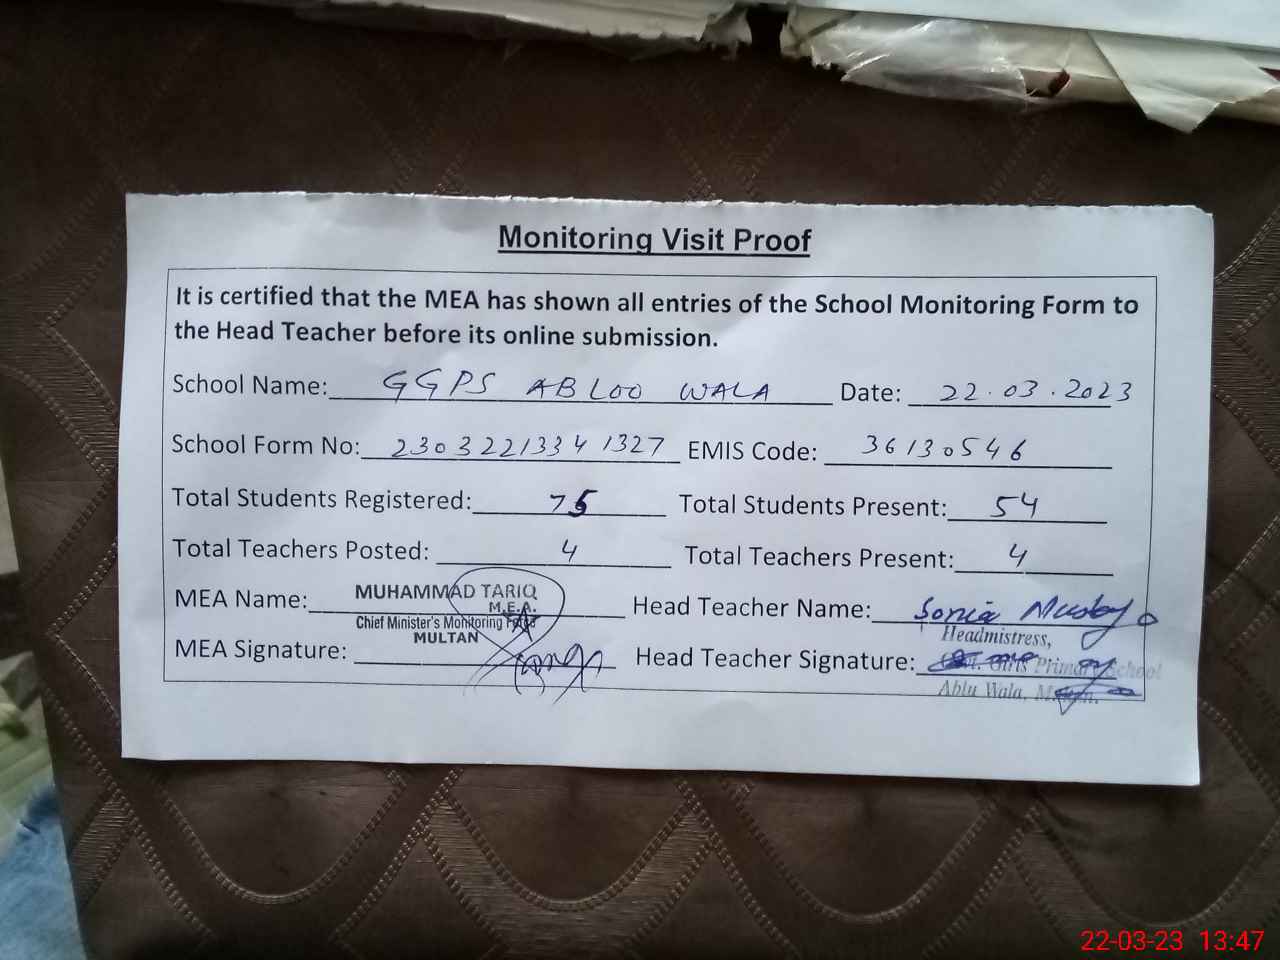 Monitoring Visit Proof
It is certified that the MEA has shown all entries of the School Monitoring Form to
the Head Teacher before its online submission.
School Name: GGPS ABLOO WALA Date: 22.03.2023
School Form No: 2303221334 1327 EMIS Code: 36130546
Total Students Registered: 75 Total Students Present: 54
Total Teachers Posted: 4 Total Teachers Present: 4
MEA Name: MUHAMMAD TARIQ Head Teacher Name: Sonia
M.E.A.
Chief Minister's Monitoring Force
MULTAN
Headmistress,
MEA Signature: Head Teacher Signature:
Girls Primary School
Ablu Wala,
22-03-23 13:47